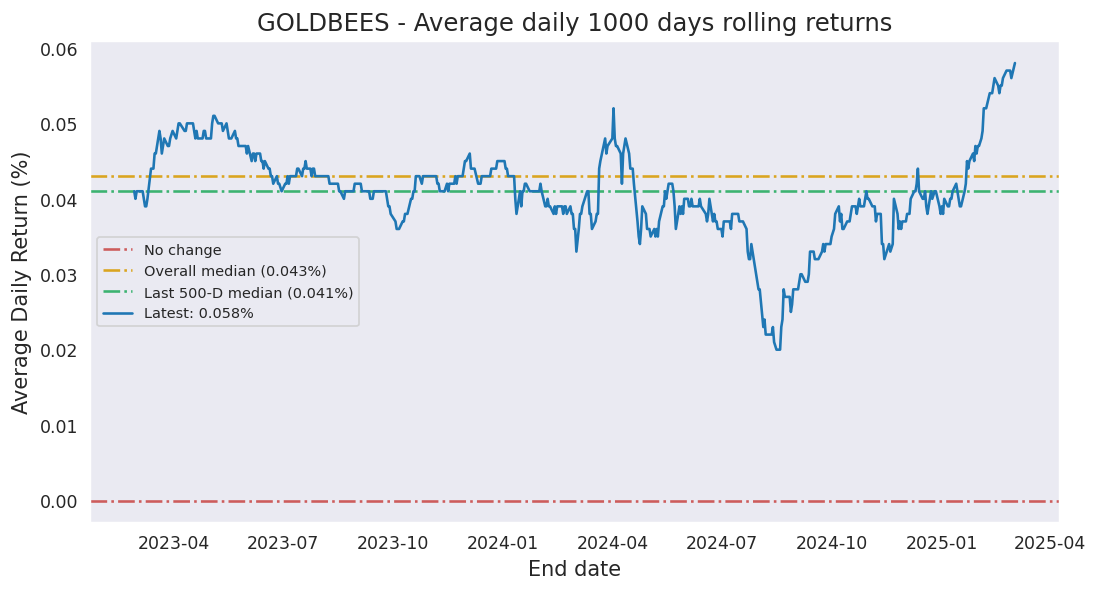 GOLDBEES - Average daily 1000 days rolling returns
Average Daily Return (%)
0.06
0.05
0.04
0.03
0.02
0.01
0.00
No change
Overall median (0.043%)
Last 500-D median (0.041%)
Latest: 0.058%
2023-04 2023-07 2023-10 2024-01 2024-04 2024-07 2024-10 2025-01 2025-04
End date